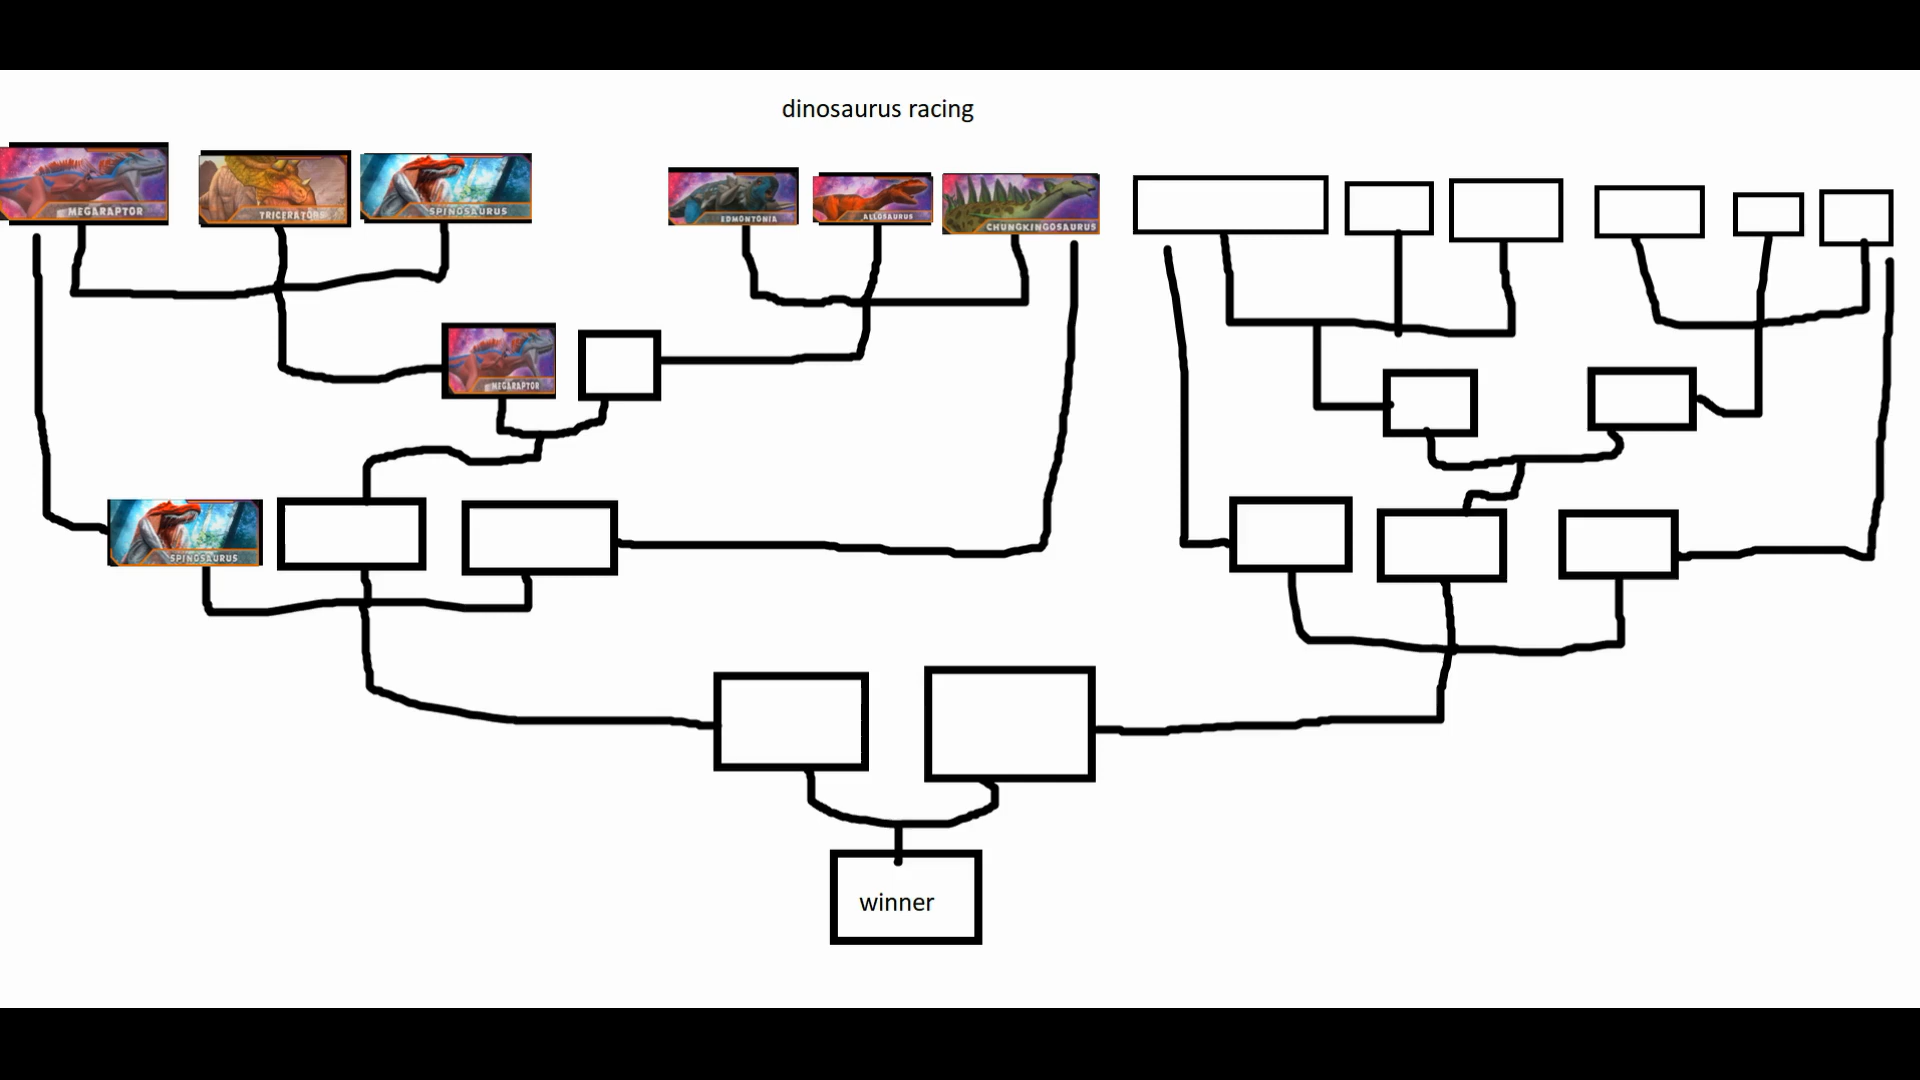 dinosaurus racing
MEGARAPTOR
TRICERATOPS
SPINOSAURUS
EDMONTONIA
ALLOSAURUS
CHUNGKINGOSAURUS
MEGARAPTOR
SPINOSAURUS
winner